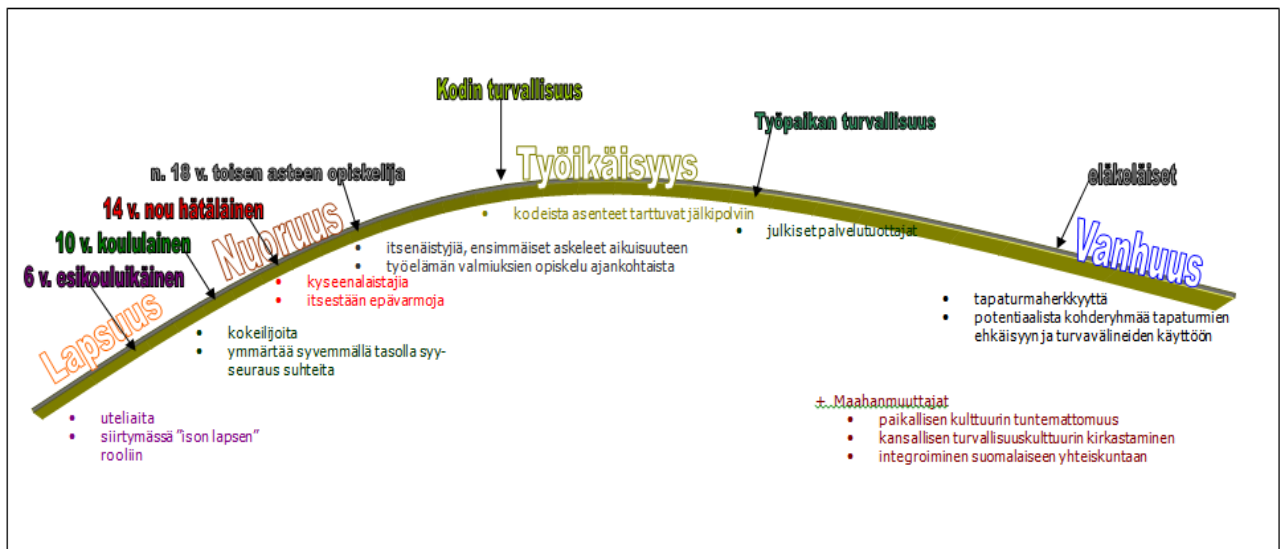 Kodin turvallisuus
Työpaikan turvallisuus
Työikäisyys
n. 18 v. toisen asteen opiskelija
eläkeläiset
14 v. nou hätäläinen
Nuoruus
10 v. koululainen
6 v. esikouluikäinen
Lapsuus
Vanhuus
• kodeista asenteet tarttuvat jälkipolviin
• julkiset palvelutuottajat
• itsenäistyjiä, ensimmäiset askeleet aikuisuuteen
• työelämän valmiuksien opiskelu ajankohtaista
• kyseenalaistajia
• itsestään epävarmoja
• tapaturmaherkkyyttä
• potentiaalista kohderyhmää tapaturmien
ehkäisyyn ja turvavälineiden käyttöön
• kokeilijoita
• ymmärtää syvemmällä tasolla syy-
seuraus suhteita
• uteliaita
• siirtymässä "ison lapsen"
rooliin
+ Maahanmuuttajat
• paikallisen kulttuurin tuntemattomuus
• kansallisen turvallisuuskulttuurin kirkastaminen
• integroiminen suomalaiseen yhteiskuntaan